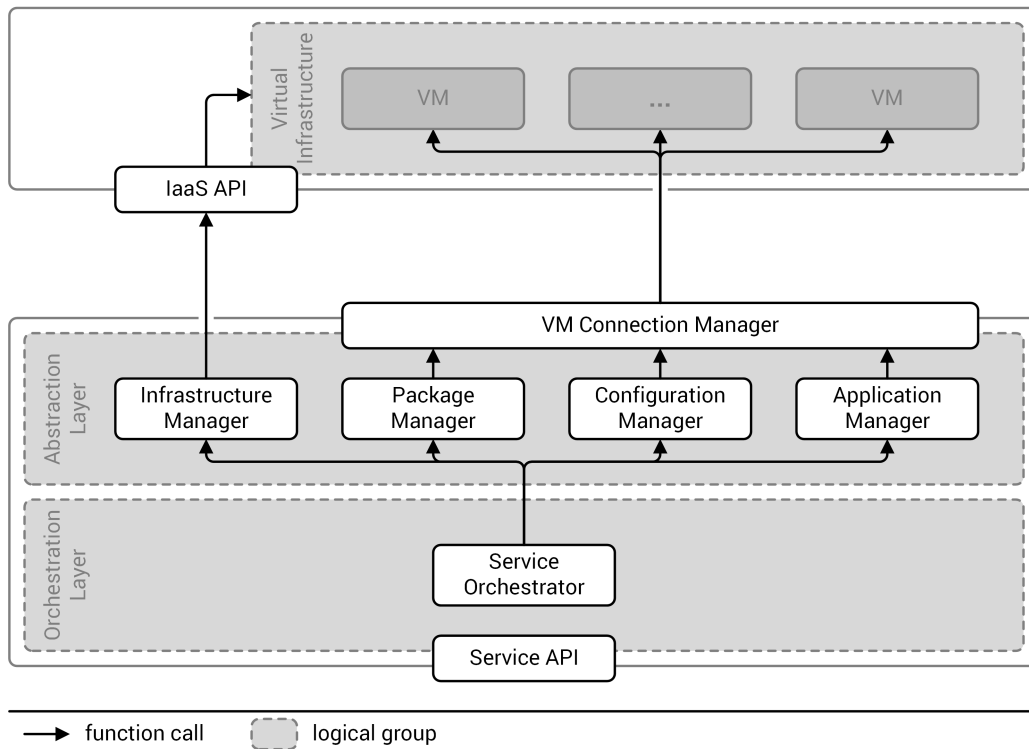 Virtual
Infrastructure
VM
...
VM
IaaS API
VM Connection Manager
Abstraction
Layer
Infrastructure
Manager
Package
Manager
Configuration
Manager
Application
Manager
Orchestration
Layer
Service
Orchestrator
Service API
function call
logical group